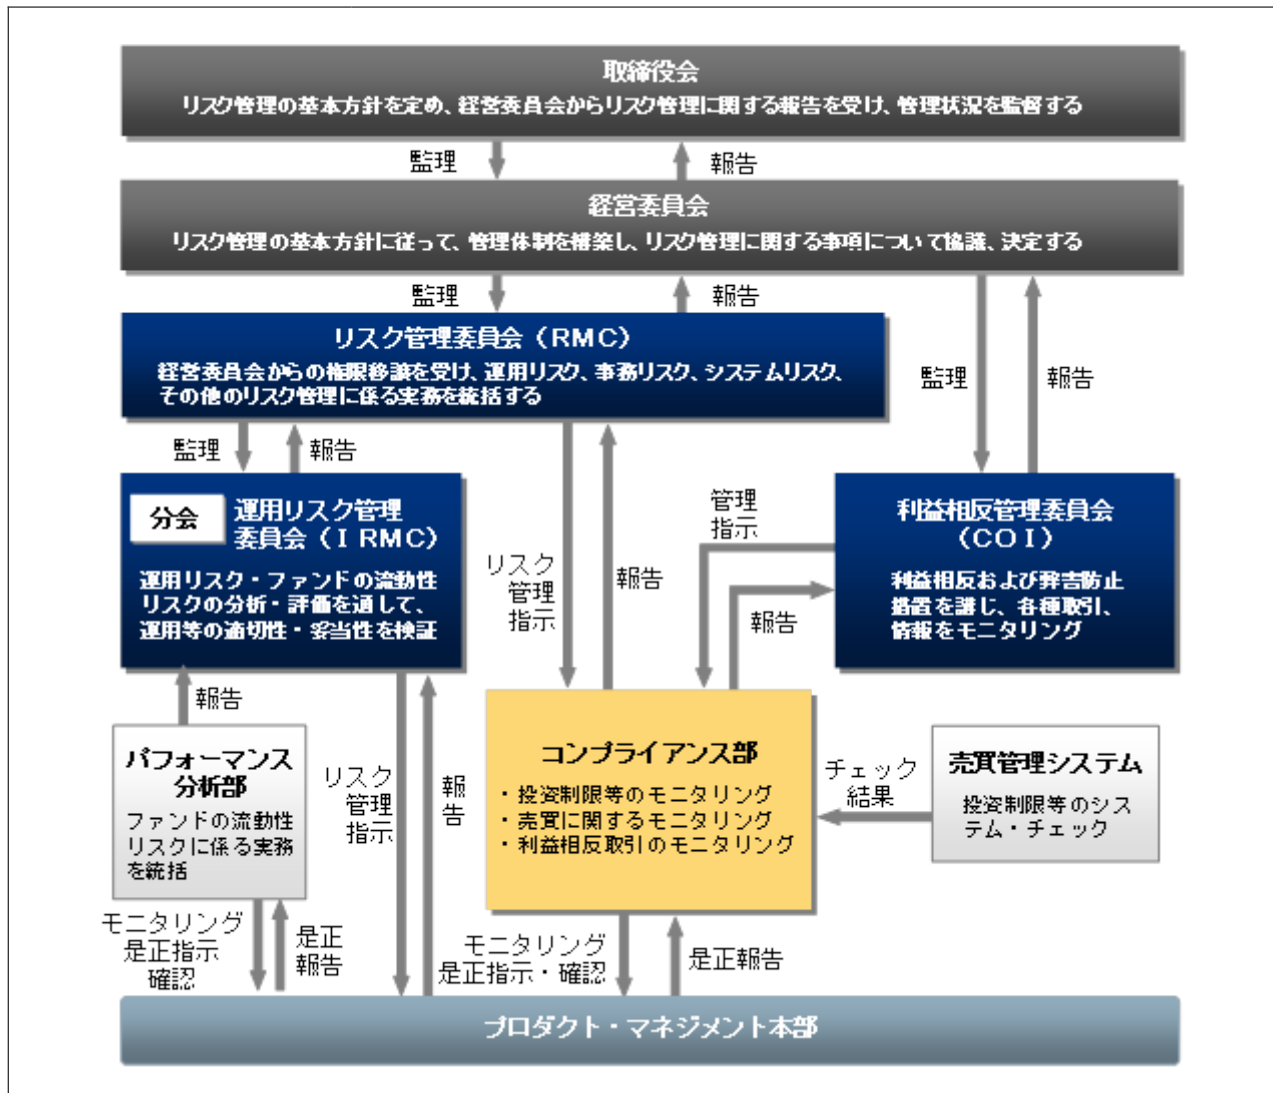 取締役会
リスク管理の基本方針を定め、経営委員会からリスク管理に関する報告を受け、管理状況を監督する
監理
報告
経営委員会
リスク管理の基本方針に従って、管理体制を構築し、リスク管理に関する事項について協議、決定する
監理
報告
リスク管理委員会（ＲＭＣ）
経営委員会からの権限移譲を受け、運用リスク、事務リスク、システムリスク、
その他のリスク管理に係る実務を統括する
監理
報告
監理
報告
分会
運用リスク管理
委員会（ＩＲＭＣ）
運用リスク・ファンドの流動性
リスクの分析・評価を通して、
運用等の適切性・妥当性を検証
リスク
管理
指示
報告
管理
指示
報告
利益相反管理委員会
（ＣＯＩ）
利益相反および弊害防止
措置を講じ、各種取引、
情報をモニタリング
報告
パフォーマンス
分析部
ファンドの流動性
リスクに係る実務
を統括
リスク
管理
指示
報
告
コンプライアンス部
・投資制限等のモニタリング
・売買に関するモニタリング
・利益相反取引のモニタリング
チェック
結果
売買管理システム
投資制限等のシス
テム・チェック
モニタリング
是正指示
確認
是正
報告
モニタリング
是正指示・確認
是正報告
プロダクト・マネジメント本部